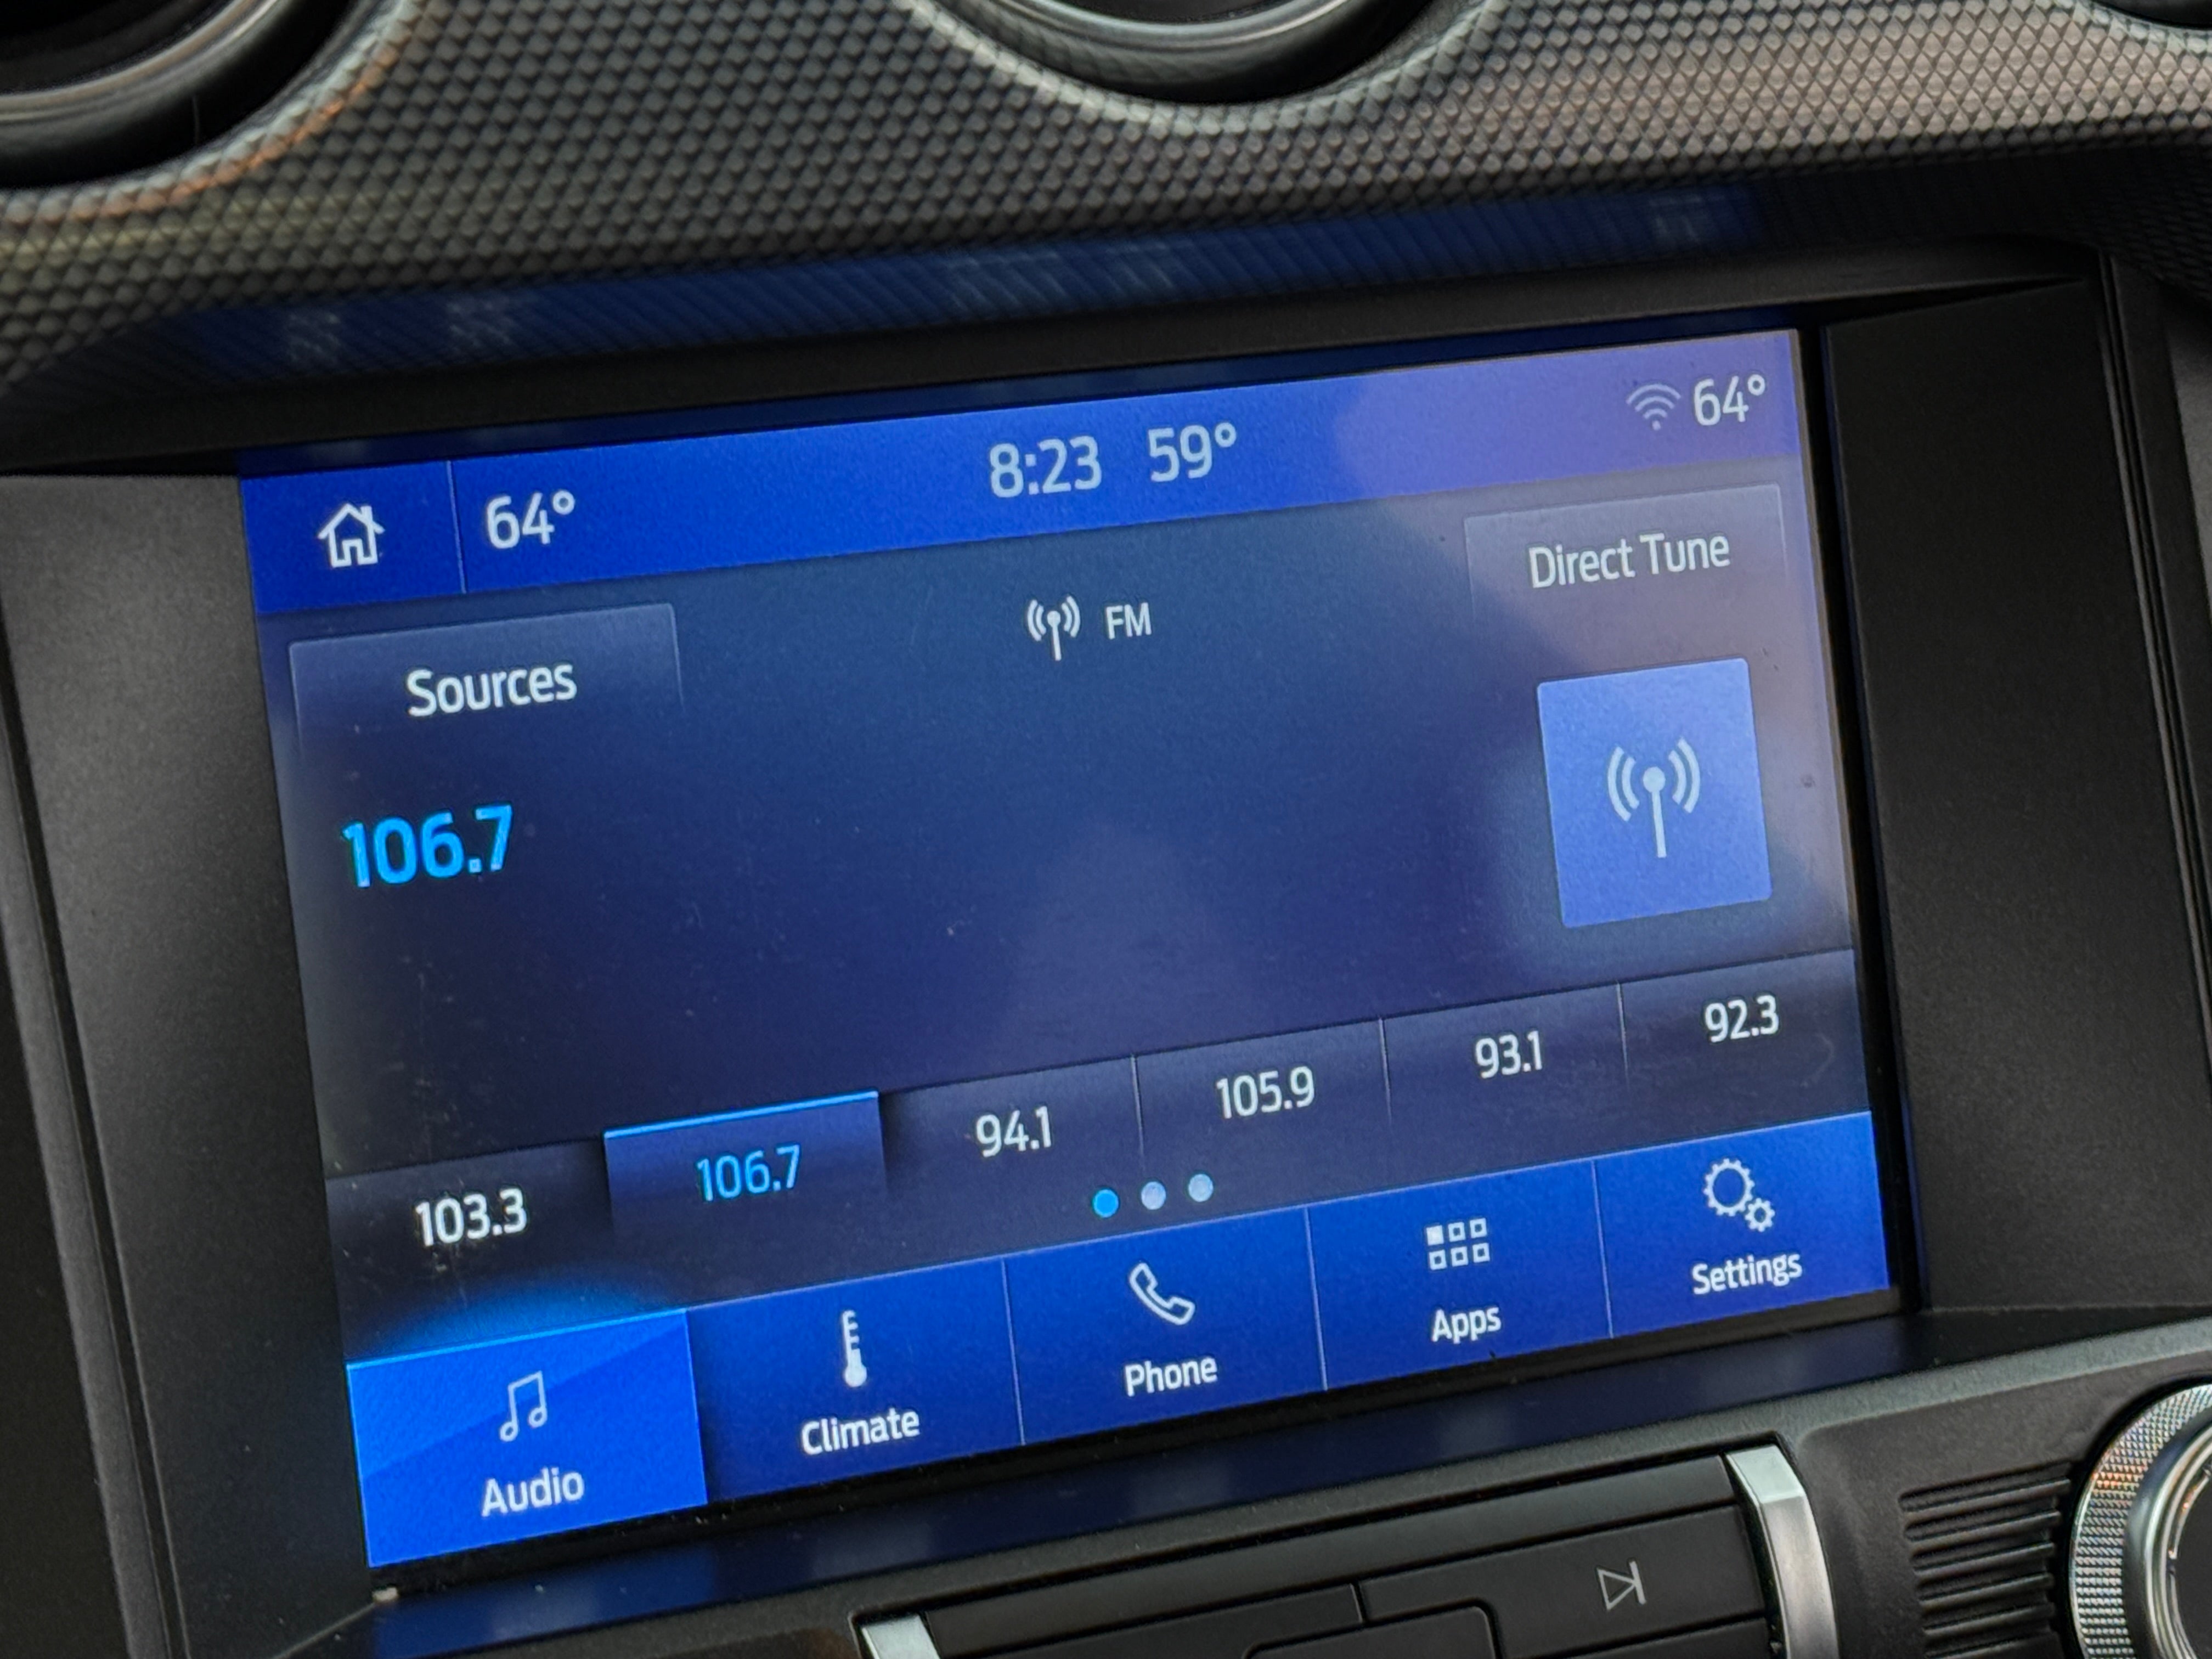 64° 8:23 59° 64°
Sources FM Direct Tune
106.7
103.3 106.7 94.1 105.9 93.1 92.3
Audio Climate Phone Apps Settings